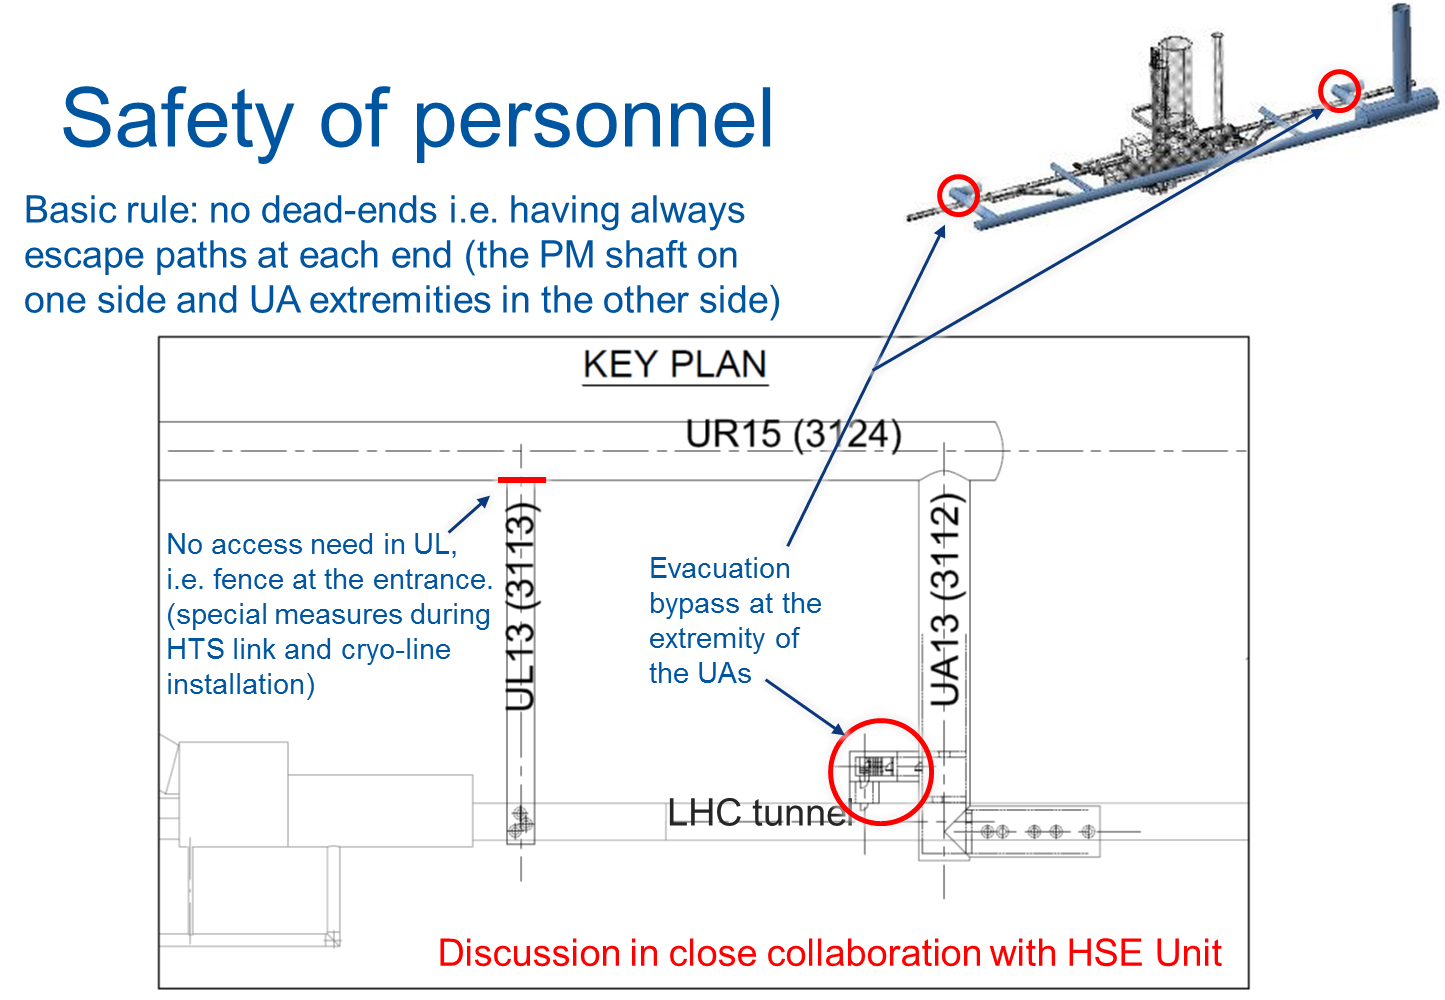 Safety of personnel
Basic rule: no dead-ends i.e. having always
escape paths at each end (the PM shaft on
one side and UA extremities in the other side)
KEY PLAN
UR15 (3124)
No access need in UL,
i.e. fence at the entrance.
(special measures during
HTS link and cryo-line
installation)
UL13 (3113)
Evacuation
bypass at the
extremity of
the UAs
UA13 (3112)
LHC tunnel
Discussion in close collaboration with HSE Unit